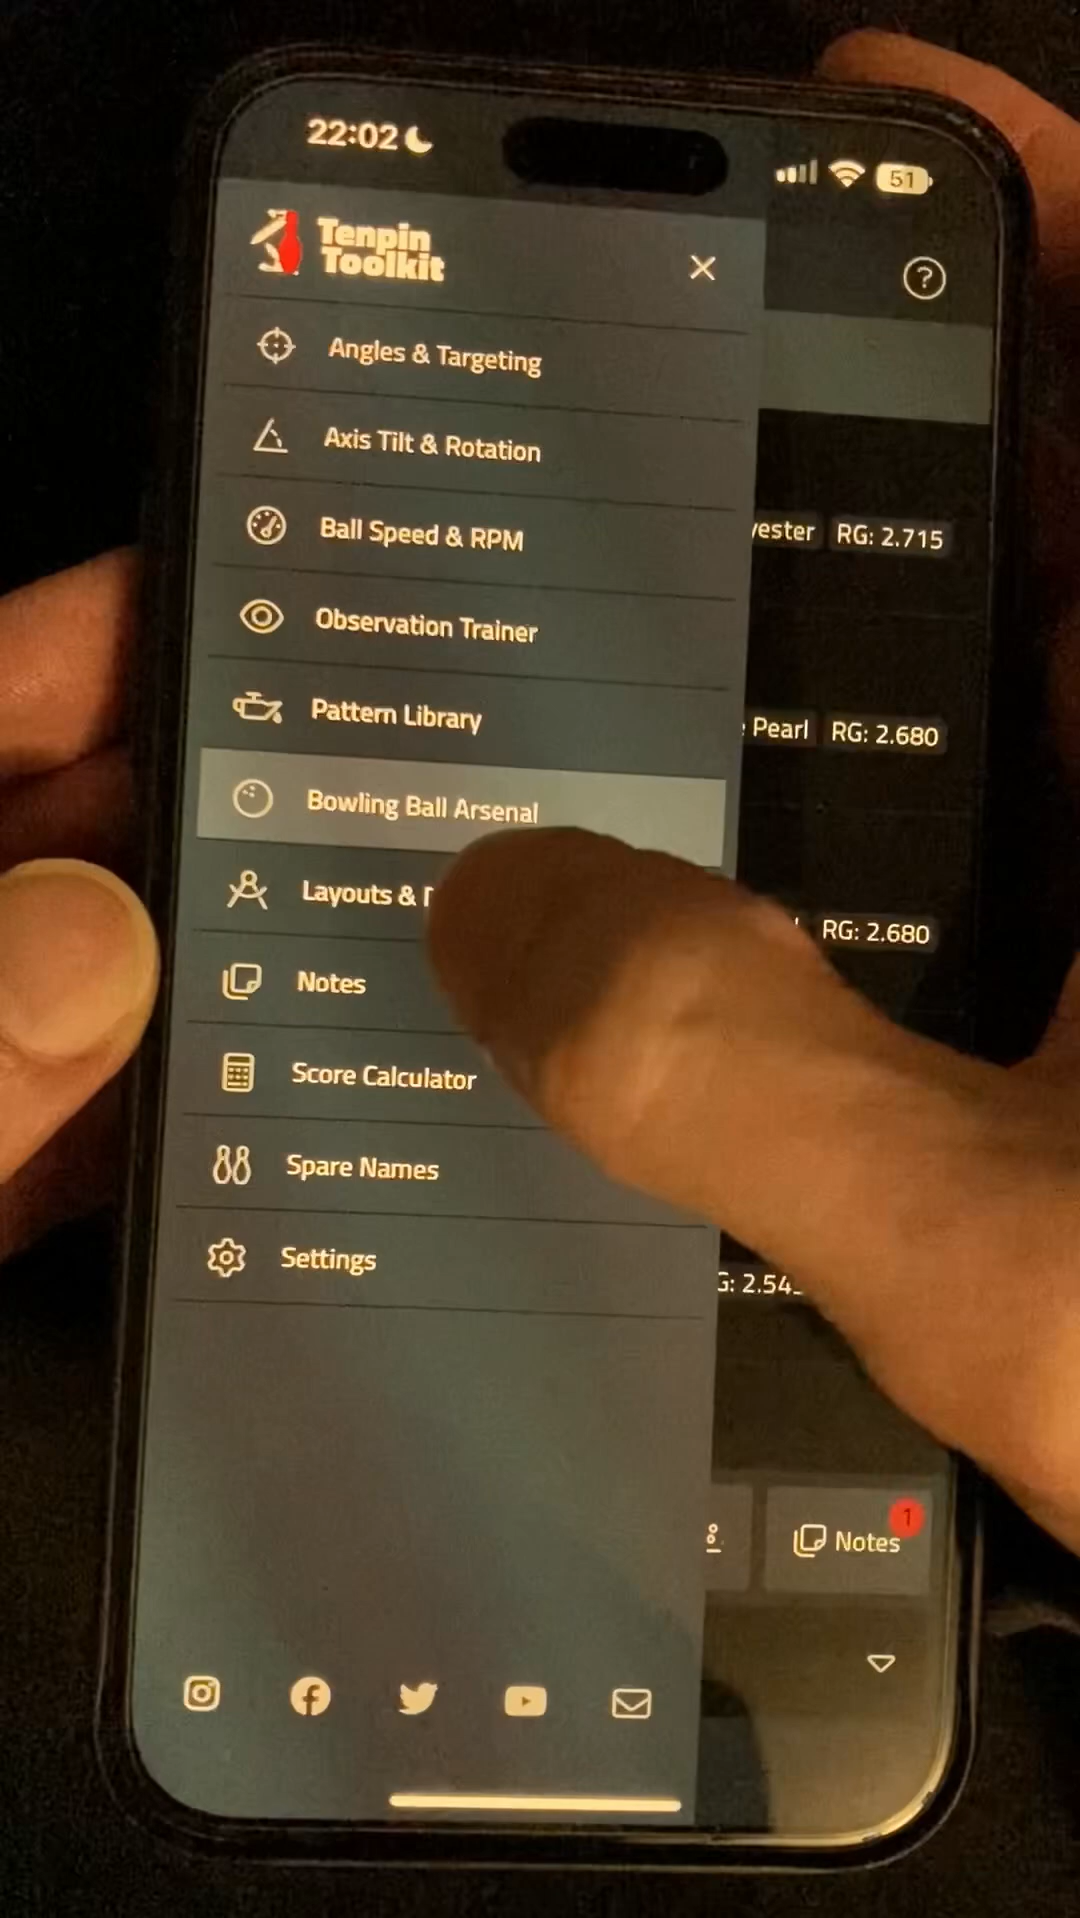 22:02
51
Tenpin
Toolkit
?
Angles & Targeting
Axis Tilt & Rotation
Ball Speed & RPM
RG: 2.715
Observation Trainer
Pattern Library
Pearl RG: 2.680
Bowling Ball Arsenal
Layouts &
RG: 2.680
Notes
Score Calculator
Spare Names
Settings
Notes
1